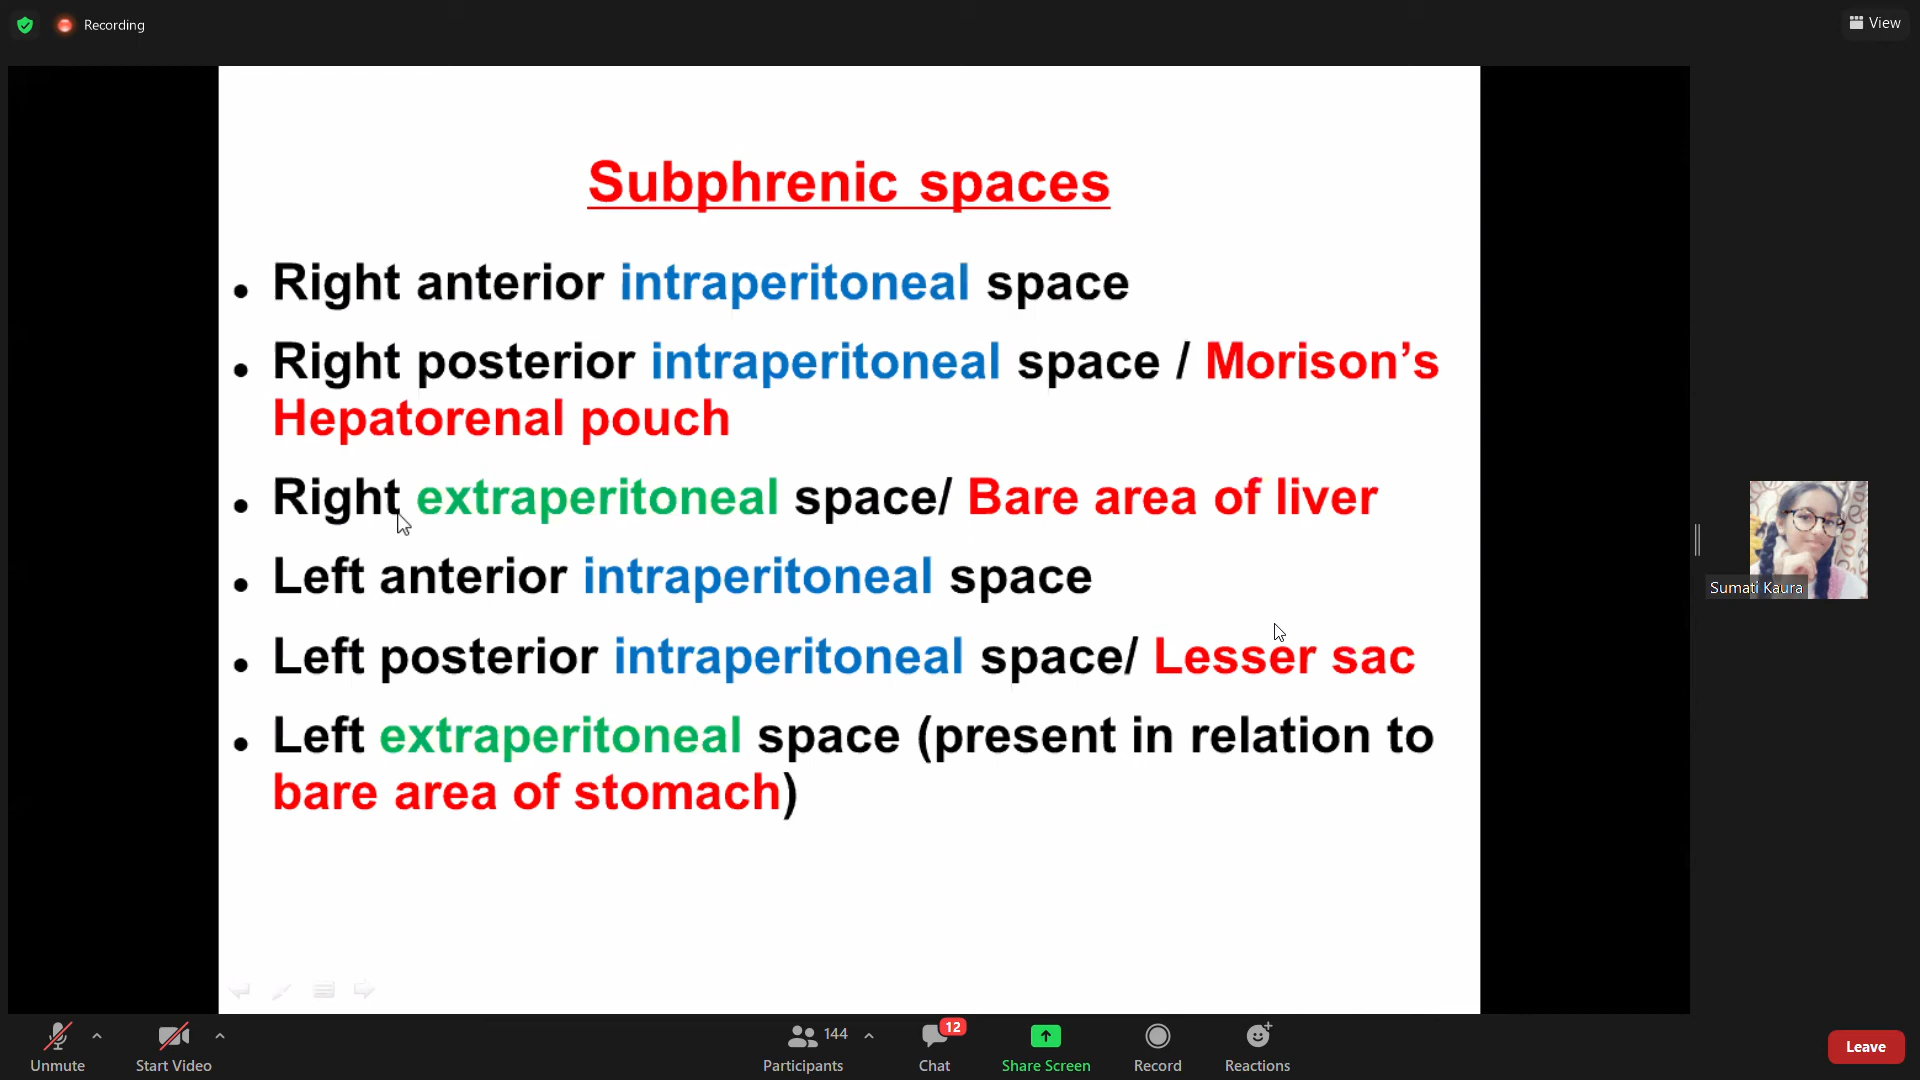 Recording
View
Subphrenic spaces
• Right anterior intraperitoneal space
• Right posterior intraperitoneal space / Morison’s
Hepatorenal pouch
• Right extraperitoneal space/ Bare area of liver
• Left anterior intraperitoneal space
• Left posterior intraperitoneal space/ Lesser sac
• Left extraperitoneal space (present in relation to
bare area of stomach)
Sumati Kaura
Unmute
Start Video
144
Participants
12
Chat
Share Screen
Record
Reactions
Leave